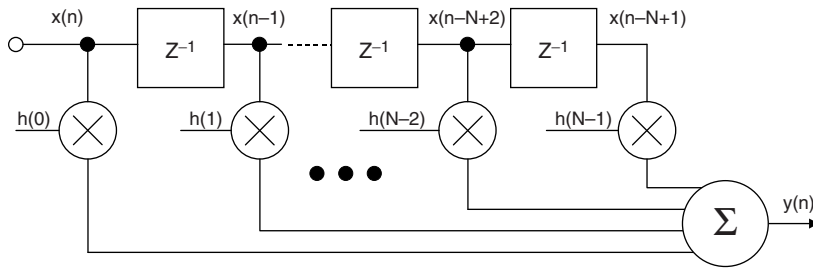 x(n) x(n–1) x(n–N+2) x(n–N+1)
Z⁻¹ Z⁻¹ Z⁻¹
h(0) h(1) h(N–2) h(N–1)
Σ y(n)